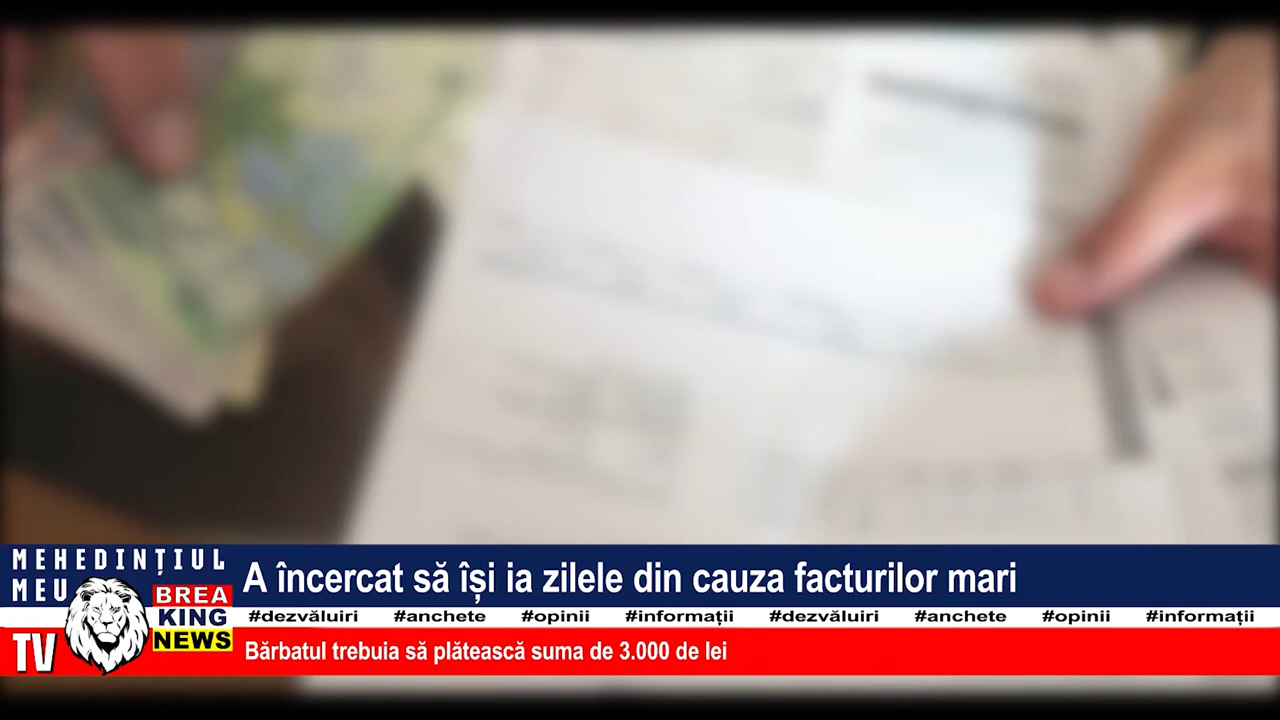 MEHEDINȚIUL
MEU
TV
BREA
KING
NEWS
A încercat să își ia zilele din cauza facturilor mari
#dezvăluiri #anchete #opinii #informații #dezvăluiri #anchete #opinii #informații
Bărbatul trebuia să plătească suma de 3.000 de lei